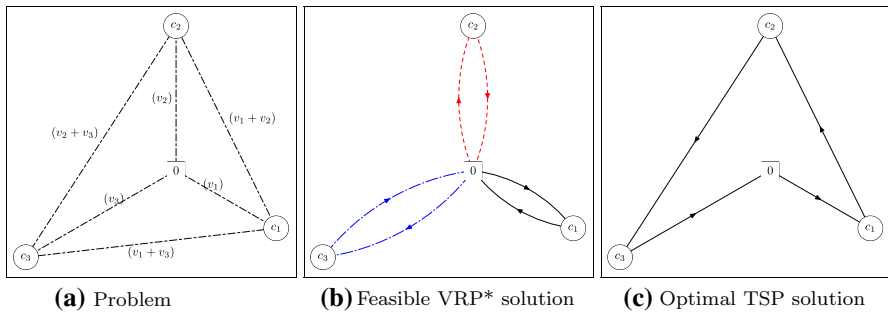 c₂
(v₂)
(v₁ + v₂)
(v₂ + v₃)
0
(v₁)
(v₃)
c₁
(v₁ + v₃)
c₃
(a) Problem
c₂
0
c₁
c₃
(b) Feasible VRP* solution
c₂
0
c₁
c₃
(c) Optimal TSP solution